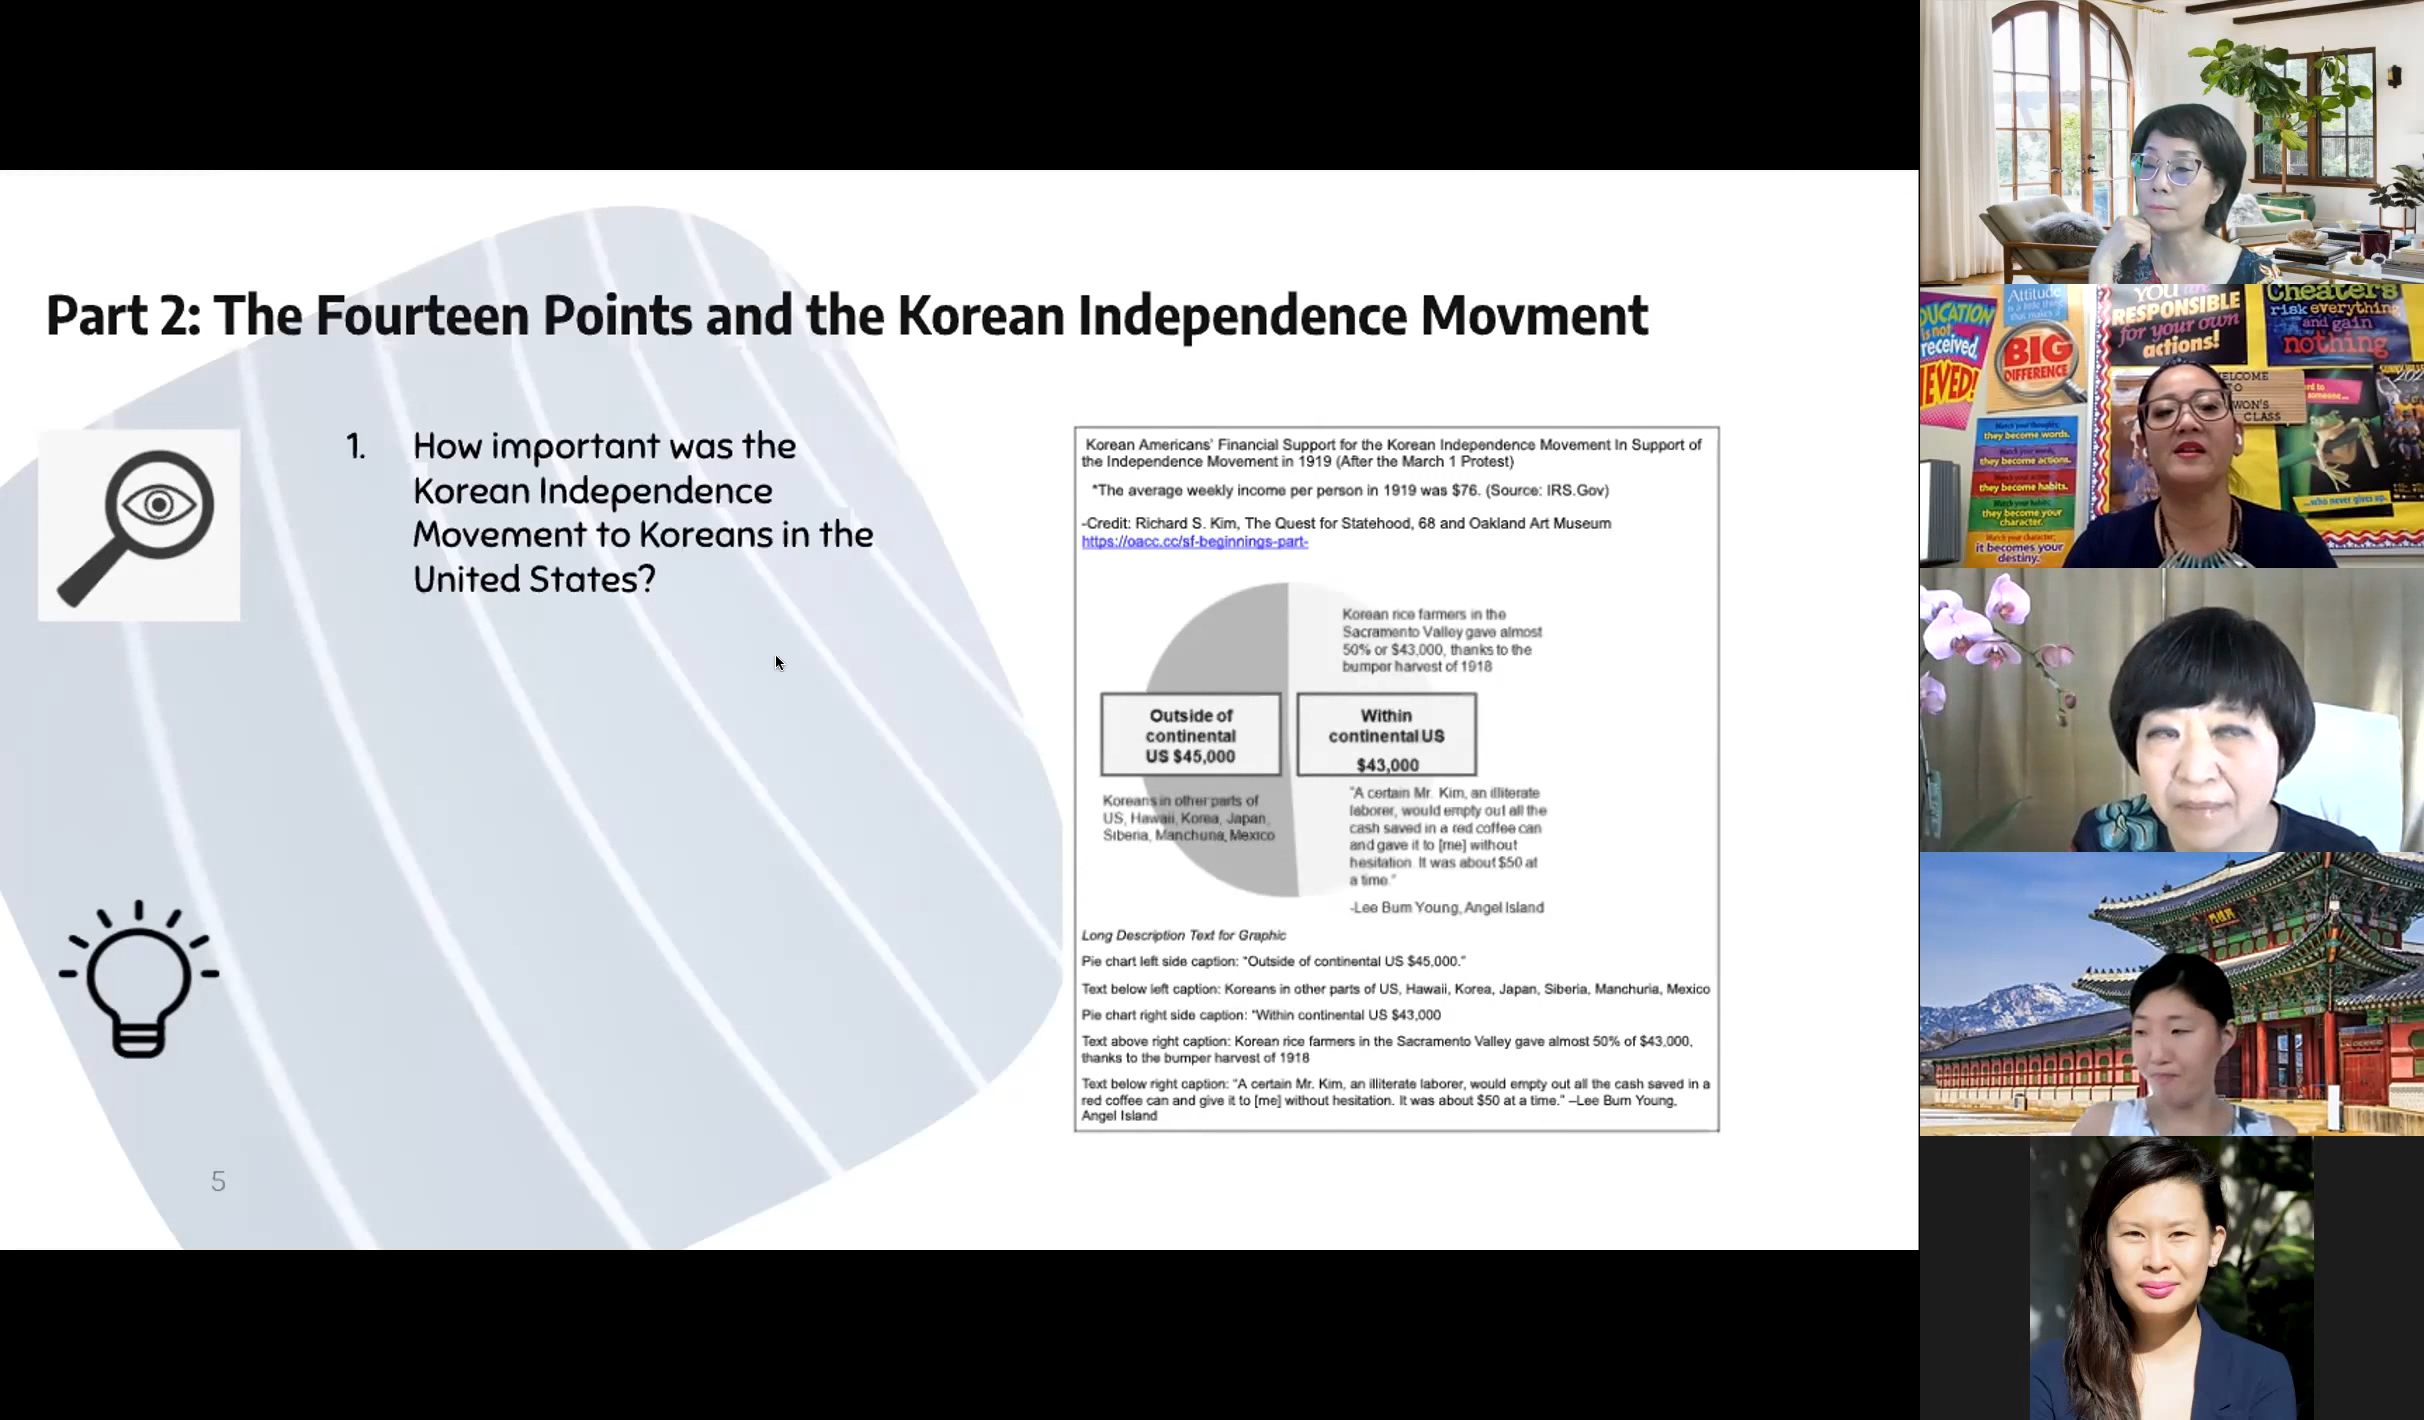 Part 2: The Fourteen Points and the Korean Independence Movment
1. How important was the
Korean Independence
Movement to Koreans in the
United States?
5
Korean Americans' Financial Support for the Korean Independence Movement In Support of
the Independence Movement in 1919 (After the March 1 Protest)
*The average weekly income per person in 1919 was $76. (Source: IRS.Gov)
-Credit: Richard S. Kim, The Quest for Statehood, 68 and Oakland Art Museum
https://oacc.cc/sf-beginnings-part-
Korean rice farmers in the
Sacramento Valley gave almost
50% or $43,000, thanks to the
bumper harvest of 1918
Outside of
continental
US $45,000
Within
continental US
$43,000
Koreans in other parts of
US, Hawaii, Korea, Japan,
Siberia, Manchuria, Mexico
"A certain Mr. Kim, an illiterate
laborer, would empty out all the
cash saved in a red coffee can
and gave it to [me] without
hesitation. It was about $50 at
a time."
-Lee Bum Young, Angel Island
Long Description Text for Graphic
Pie chart left side caption: "Outside of continental US $45,000."
Text below left caption: Koreans in other parts of US, Hawaii, Korea, Japan, Siberia, Manchuria, Mexico
Pie chart right side caption: "Within continental US $43,000
Text above right caption: Korean rice farmers in the Sacramento Valley gave almost 50% of $43,000,
thanks to the bumper harvest of 1918
Text below right caption: "A certain Mr. Kim, an illiterate laborer, would empty out all the cash saved in a
red coffee can and give it to [me] without hesitation. It was about $50 at a time." –Lee Bum Young,
Angel Island
DUCATION
is not
received,
IEVED!
Attitude
is a little thing
that makes a
BIG
DIFFERENCE
YOU are
RESPONSIBLE
for your own
actions!
Cheaters
risk everything
and gain
nothing
ELCOME
TO
WON'S
CLASS
someone...
...who never gives up.
Watch your thoughts;
they become words.
Watch your words;
they become actions.
Watch your actions;
they become habits.
Watch your habits;
they become your
character.
Watch your character;
it becomes your
destiny.